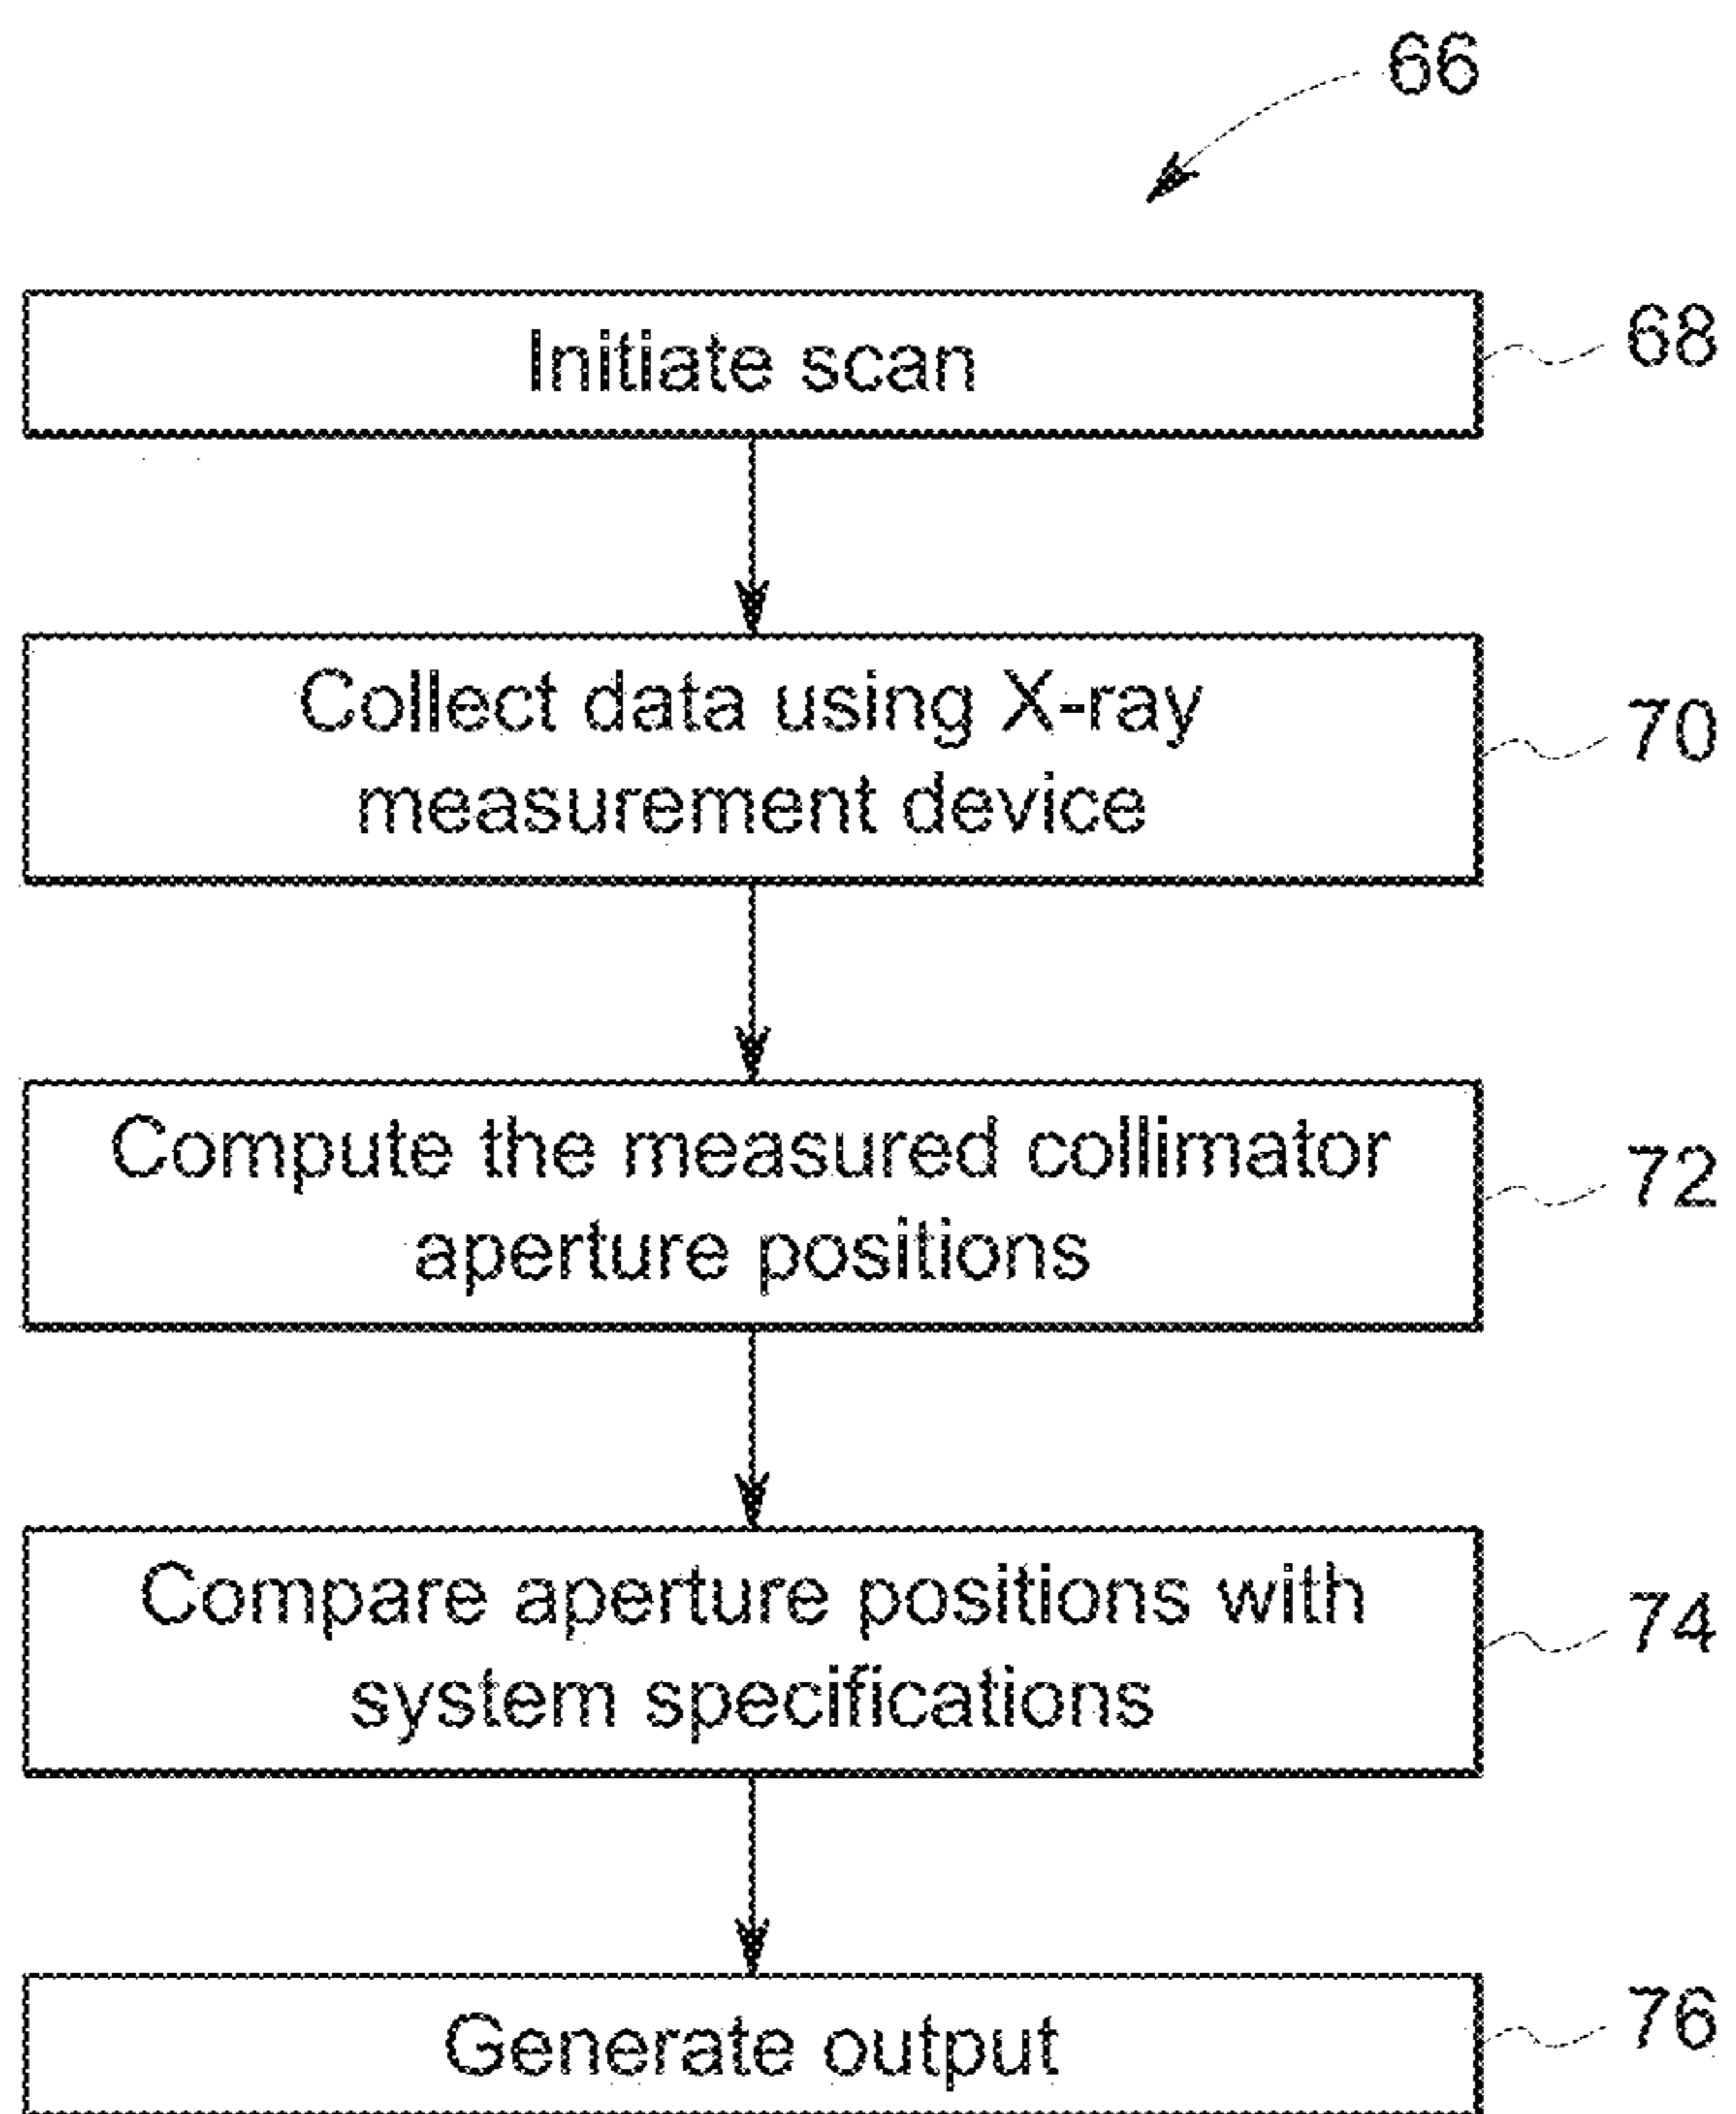 66
Initiate scan
68
Collect data using X-ray
measurement device
70
Compute the measured collimator
aperture positions
72
Compare aperture positions with
system specifications
74
Generate output
76